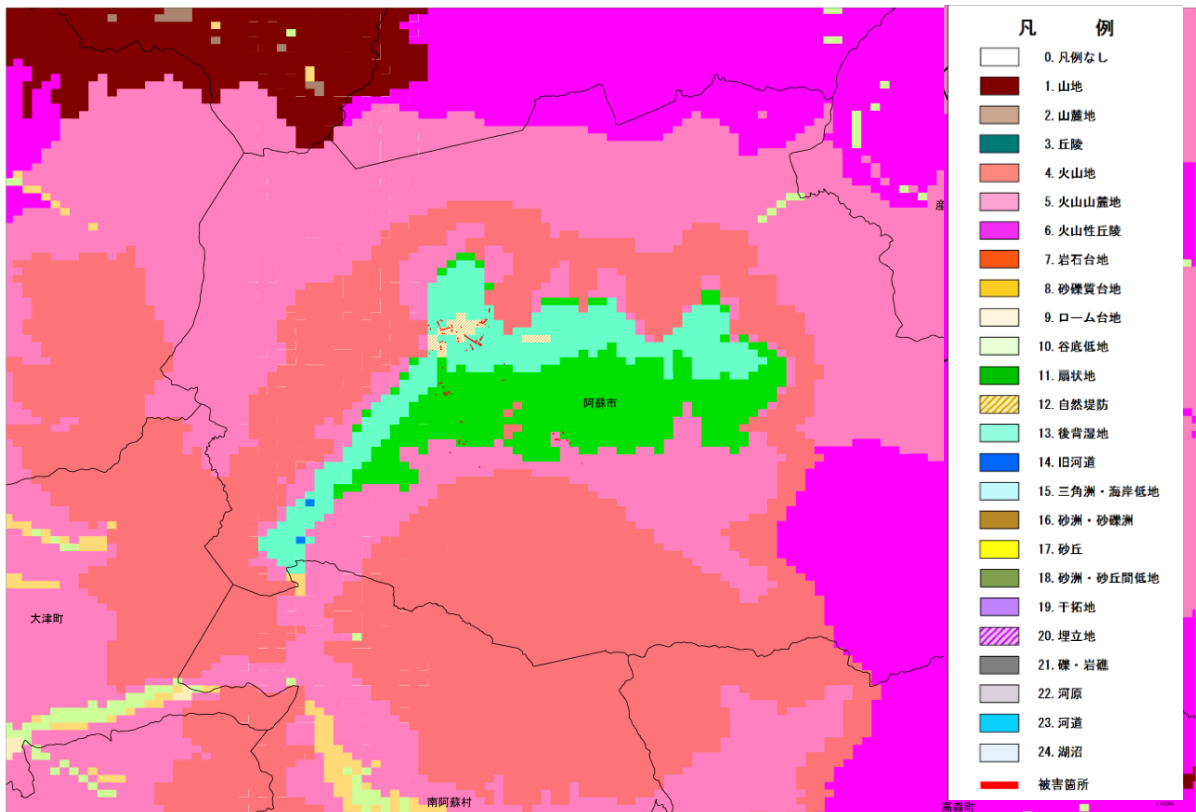 凡 例
0. 凡例なし
1. 山地
2. 山麓地
3. 丘陵
4. 火山地
5. 火山山麓地
6. 火山性丘陵
7. 岩石台地
8. 砂礫質台地
9. ローム台地
10. 谷底低地
11. 扇状地
12. 自然堤防
13. 後背湿地
14. 旧河道
15. 三角洲・海岸低地
16. 砂洲・砂礫洲
17. 砂丘
18. 砂洲・砂丘間低地
19. 干拓地
20. 埋立地
21. 礫・岩礁
22. 河原
23. 河道
24. 湖沼
被害箇所
産
阿蘇市
大津町
南阿蘇村
高森町